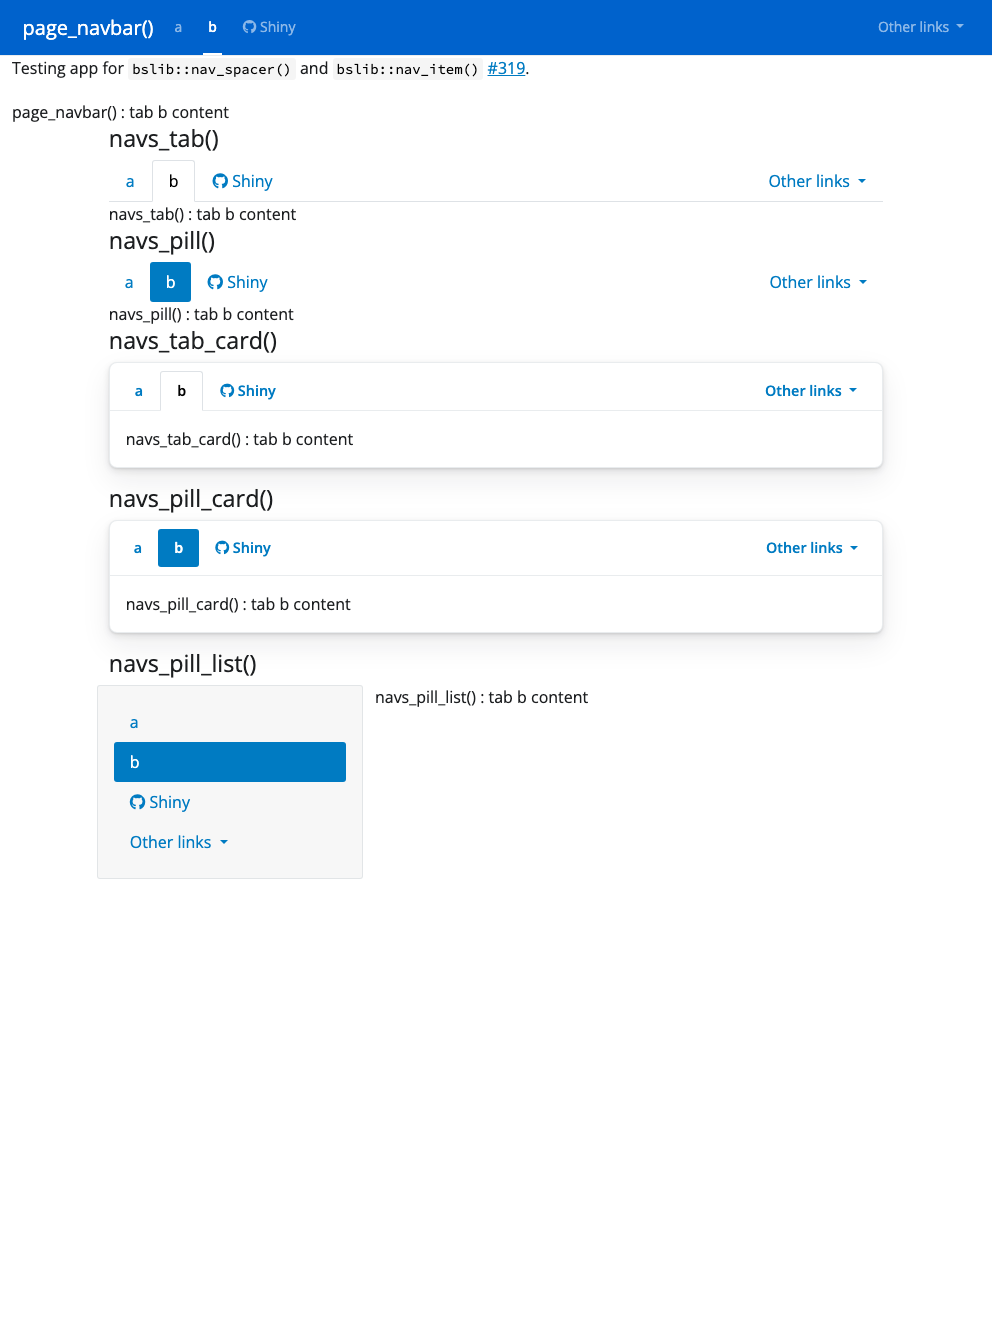 page_navbar() a b Shiny Other links
Testing app for bslib::nav_spacer() and bslib::nav_item() #319.
page_navbar() : tab b content
navs_tab()
a b Shiny Other links
navs_tab() : tab b content
navs_pill()
a b Shiny Other links
navs_pill() : tab b content
navs_tab_card()
a b Shiny Other links
navs_tab_card() : tab b content
navs_pill_card()
a b Shiny Other links
navs_pill_card() : tab b content
navs_pill_list()
navs_pill_list() : tab b content
a
b
Shiny
Other links